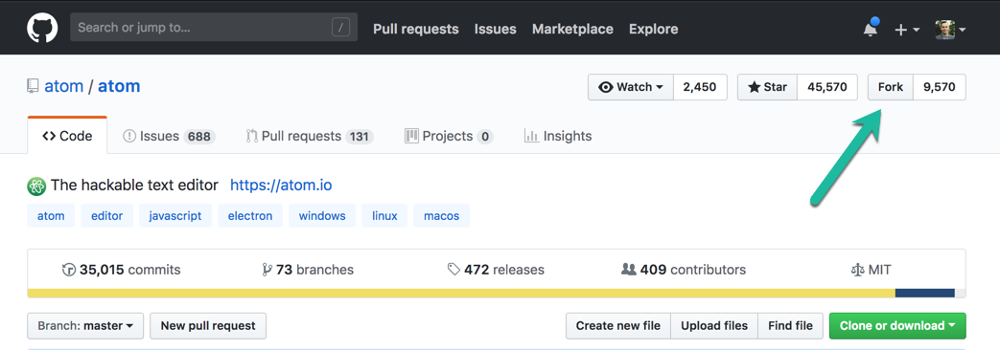 Search or jump to... / Pull requests Issues Marketplace Explore
atom / atom Watch 2,450 Star 45,570 Fork 9,570
<> Code Issues 688 Pull requests 131 Projects 0 Insights
The hackable text editor https://atom.io
atom editor javascript electron windows linux macos
35,015 commits 73 branches 472 releases 409 contributors MIT
Branch: master New pull request Create new file Upload files Find file Clone or download